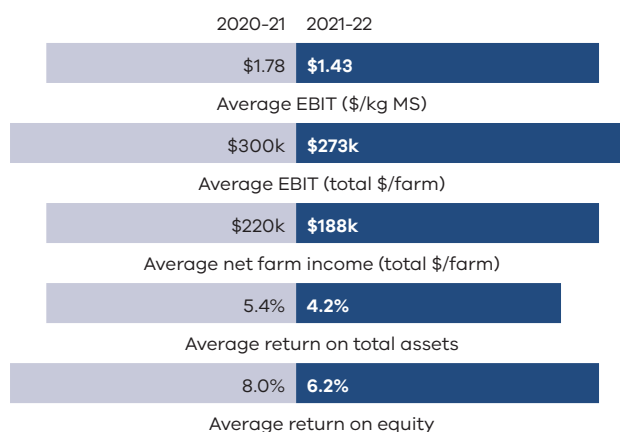 2020-21 2021-22
$1.78 $1.43
Average EBIT ($/kg MS)
$300k $273k
Average EBIT (total $/farm)
$220k $188k
Average net farm income (total $/farm)
5.4% 4.2%
Average return on total assets
8.0% 6.2%
Average return on equity